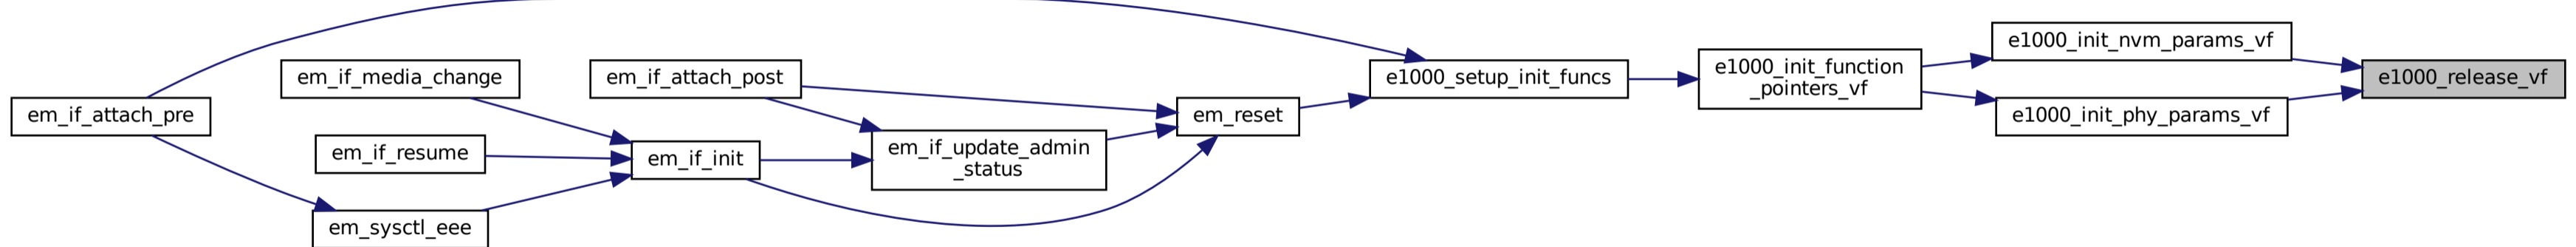 em_if_attach_pre
em_if_media_change
em_if_resume
em_sysctl_eee
em_if_attach_post
em_if_init
em_if_update_admin
_status
em_reset
e1000_setup_init_funcs
e1000_init_function
_pointers_vf
e1000_init_nvm_params_vf
e1000_init_phy_params_vf
e1000_release_vf